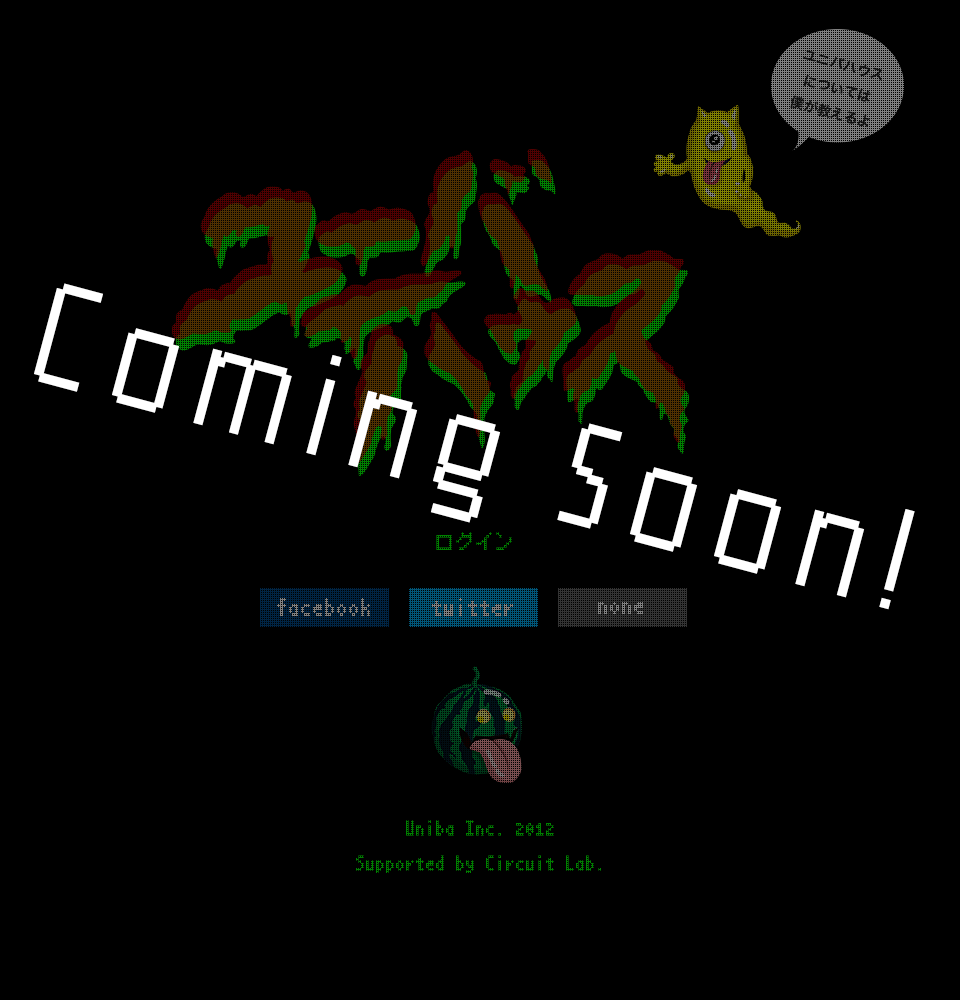 ユニバハウス
については
僕が教えるよ
ユーバ
ーハウス
Coming Soon!
ログイン
facebook
twitter
none
Uniba Inc. 2012
Supported by Circuit Lab.